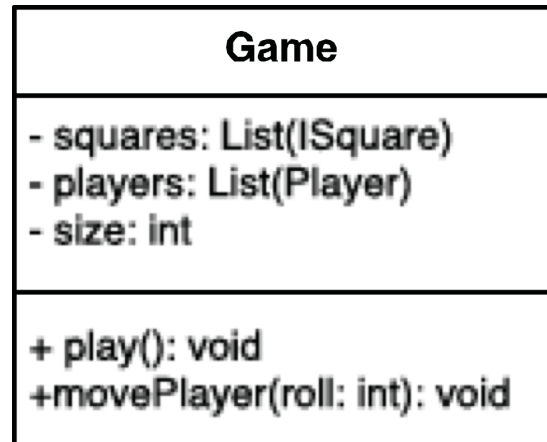 Game
- squares: List(ISquare)
- players: List(Player)
- size: int
+ play(): void
+movePlayer(roll: int): void